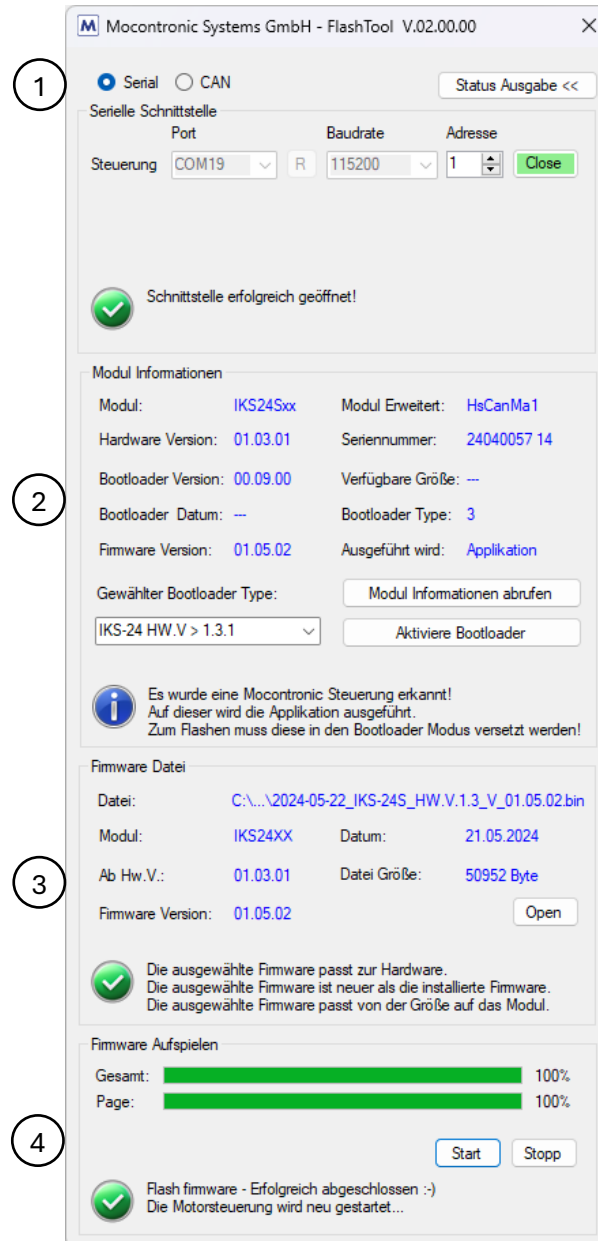 M Mocontronic Systems GmbH - FlashTool V.02.00.00
1
Serial CAN Status Ausgabe <<
Serielle Schnittstelle
Port Baudrate Adresse
Steuerung COM19 R 115200 1 Close
Schnittstelle erfolgreich geöffnet!
Modul Informationen
Modul: IKS24Sxx Modul Erweitert: HsCanMa1
Hardware Version: 01.03.01 Seriennummer: 24040057 14
2
Bootloader Version: 00.09.00 Verfügbare Größe: ---
Bootloader Datum: --- Bootloader Type: 3
Firmware Version: 01.05.02 Ausgeführt wird: Applikation
Gewählter Bootloader Type: Modul Informationen abrufen
IKS-24 HW.V > 1.3.1 Aktiviere Bootloader
Es wurde eine Mocontronic Steuerung erkannt!
Auf dieser wird die Applikation ausgeführt.
Zum Flashen muss diese in den Bootloader Modus versetzt werden!
Firmware Datei
Datei: C:\...\2024-05-22_IKS-24S_HW.V.1.3_V_01.05.02.bin
Modul: IKS24XX Datum: 21.05.2024
3
Ab Hw.V.: 01.03.01 Datei Größe: 50952 Byte
Firmware Version: 01.05.02 Open
Die ausgewählte Firmware passt zur Hardware.
Die ausgewählte Firmware ist neuer als die installierte Firmware.
Die ausgewählte Firmware passt von der Größe auf das Modul.
Firmware Aufspielen
Gesamt: 100%
Page: 100%
4
Start Stopp
Flash firmware - Erfolgreich abgeschlossen :-)
Die Motorsteuerung wird neu gestartet...